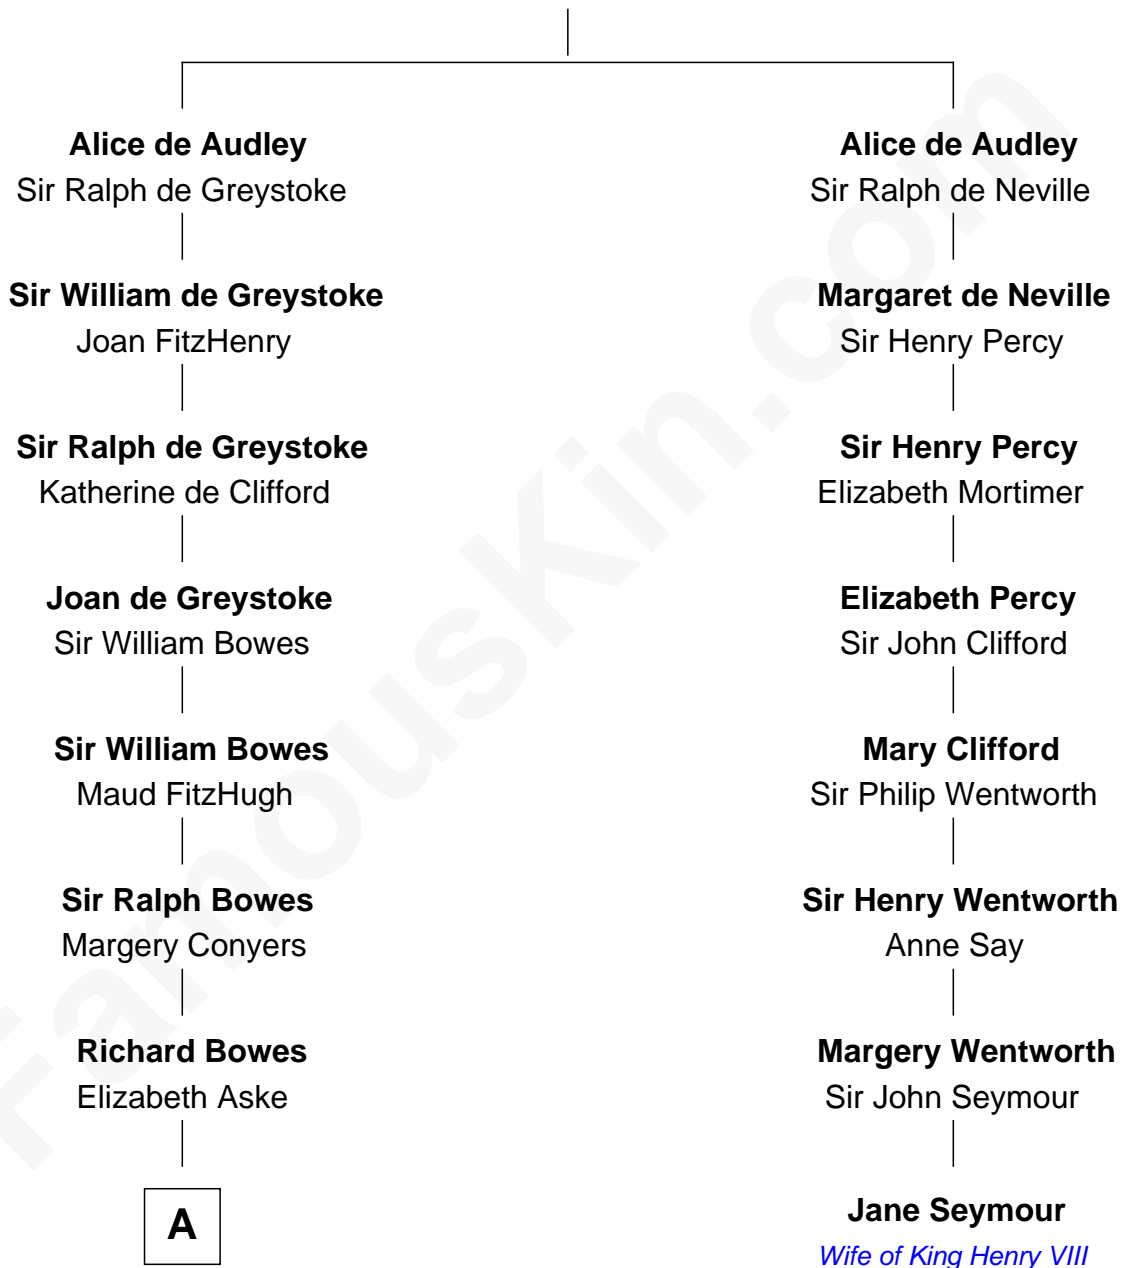 Alice de Audley
Sir Ralph de Greystoke
Sir William de Greystoke
Joan FitzHenry
Sir Ralph de Greystoke
Katherine de Clifford
Joan de Greystoke
Sir William Bowes
Sir William Bowes
Maud FitzHugh
Sir Ralph Bowes
Margery Conyers
Richard Bowes
Elizabeth Aske
A
Alice de Audley
Sir Ralph de Neville
Margaret de Neville
Sir Henry Percy
Sir Henry Percy
Elizabeth Mortimer
Elizabeth Percy
Sir John Clifford
Mary Clifford
Sir Philip Wentworth
Sir Henry Wentworth
Anne Say
Margery Wentworth
Sir John Seymour
Jane Seymour
Wife of King Henry VIII
FamousKin.com